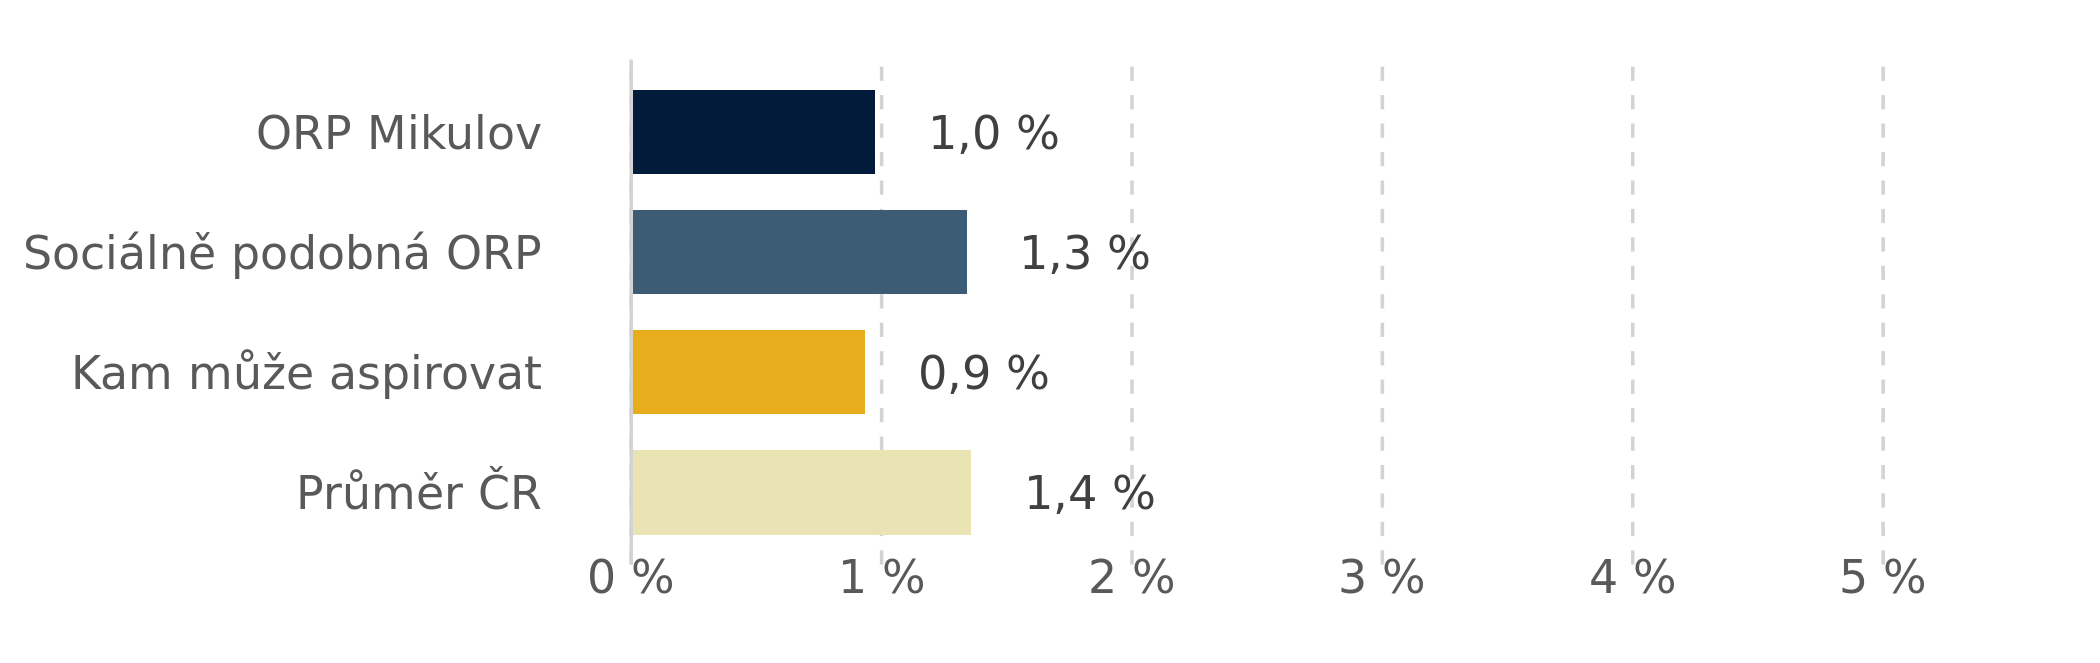 ORP Mikulov 1,0 %
Sociálně podobná ORP 1,3 %
Kam může aspirovat 0,9 %
Průměr ČR 1,4 %
0 % 1 % 2 % 3 % 4 % 5 %